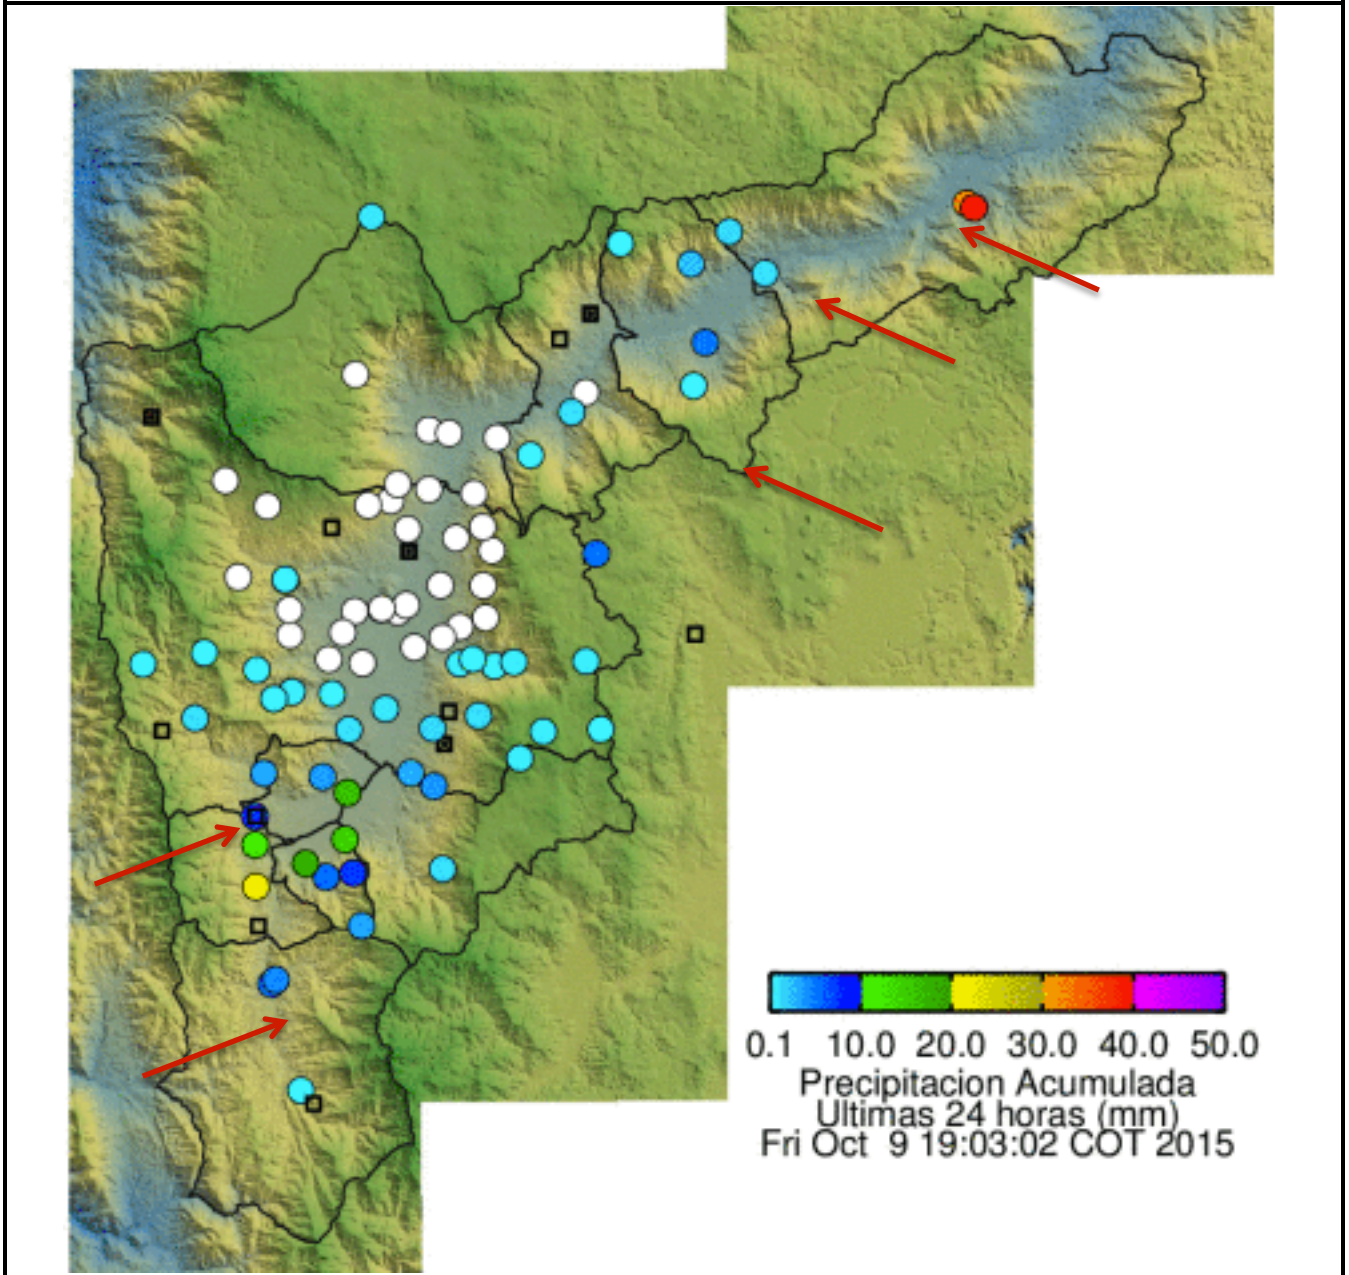 0.1 10.0 20.0 30.0 40.0 50.0
Precipitacion Acumulada
Ultimas 24 horas (mm)
Fri Oct 9 19:03:02 COT 2015